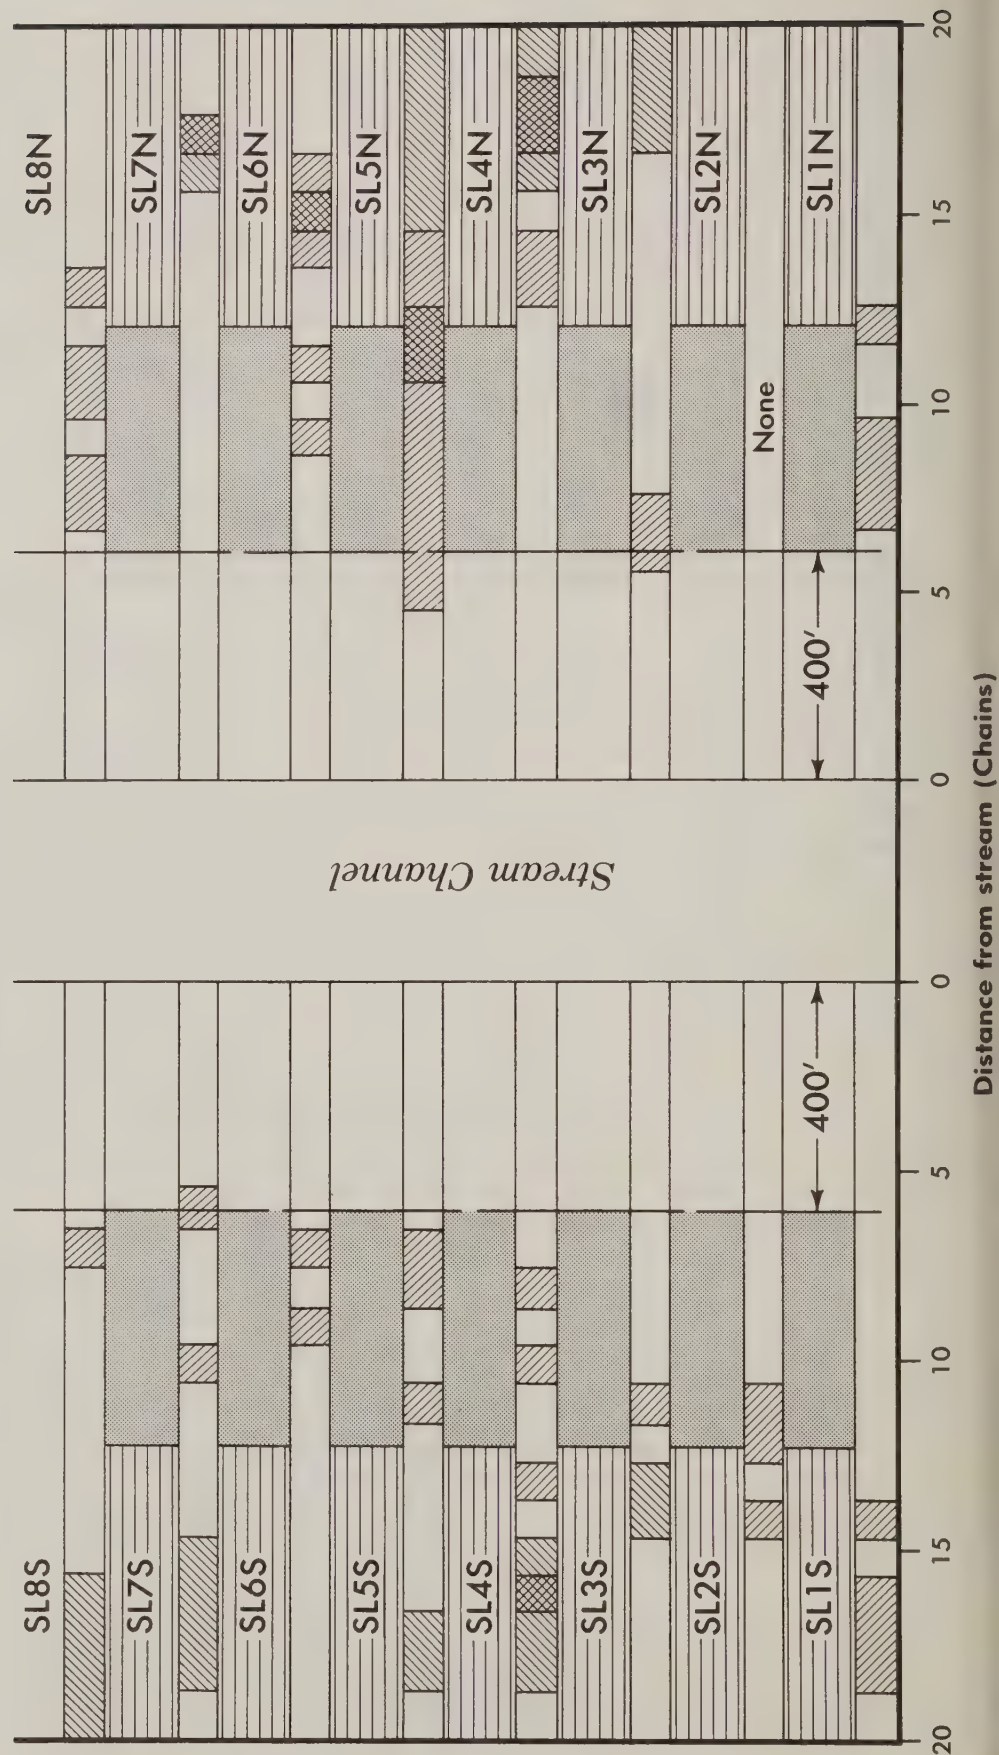 SL8N
SL7N
SL6N
SL5N
SL4N
SL3N
SL2N
SL1N
None
400'
Stream Channel
400'
SL8S
SL7S
SL6S
SL5S
SL4S
SL3S
SL2S
SL1S
20
15
10
5
0
0
5
10
15
20
Distance from stream (Chains)